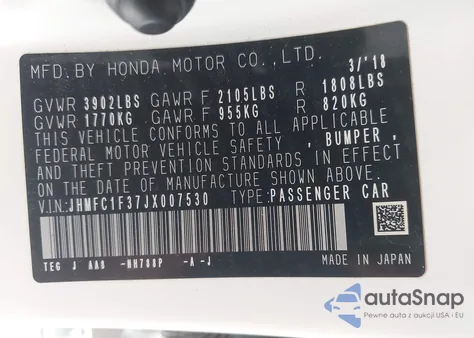 MFD.BY HONDA MOTOR CO.,LTD. 3/'18
GVWR 3902LBS GAWR F 2105LBS R 1808LBS
GVWR 1770KG GAWR F 955KG R 820KG
THIS VEHICLE CONFORMS TO ALL APPLICABLE
FEDERAL MOTOR VEHICLE SAFETY , BUMPER ,
AND THEFT PREVENTION STANDARDS IN EFFECT
ON THE DATE OF MANUFACTURE SHOWN ABOVE.
V.I.N:JHMFC1F37JX007530 TYPE:PASSENGER CAR
TEG J AA8 -NH788P -A -J
MADE IN JAPAN
autoSnap
Pewne auta z aukcji USA i EU